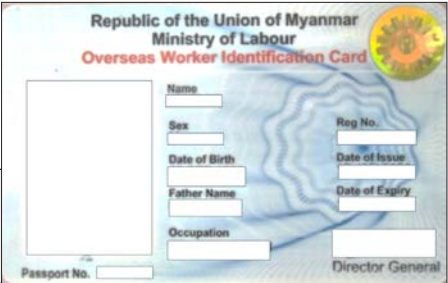 Republic of the Union of Myanmar
Ministry of Labour
Overseas Worker Identification Card
Name
Sex
Reg No.
Date of Birth
Date of Issue
Father Name
Date of Expiry
Occupation
Passport No.
Director General